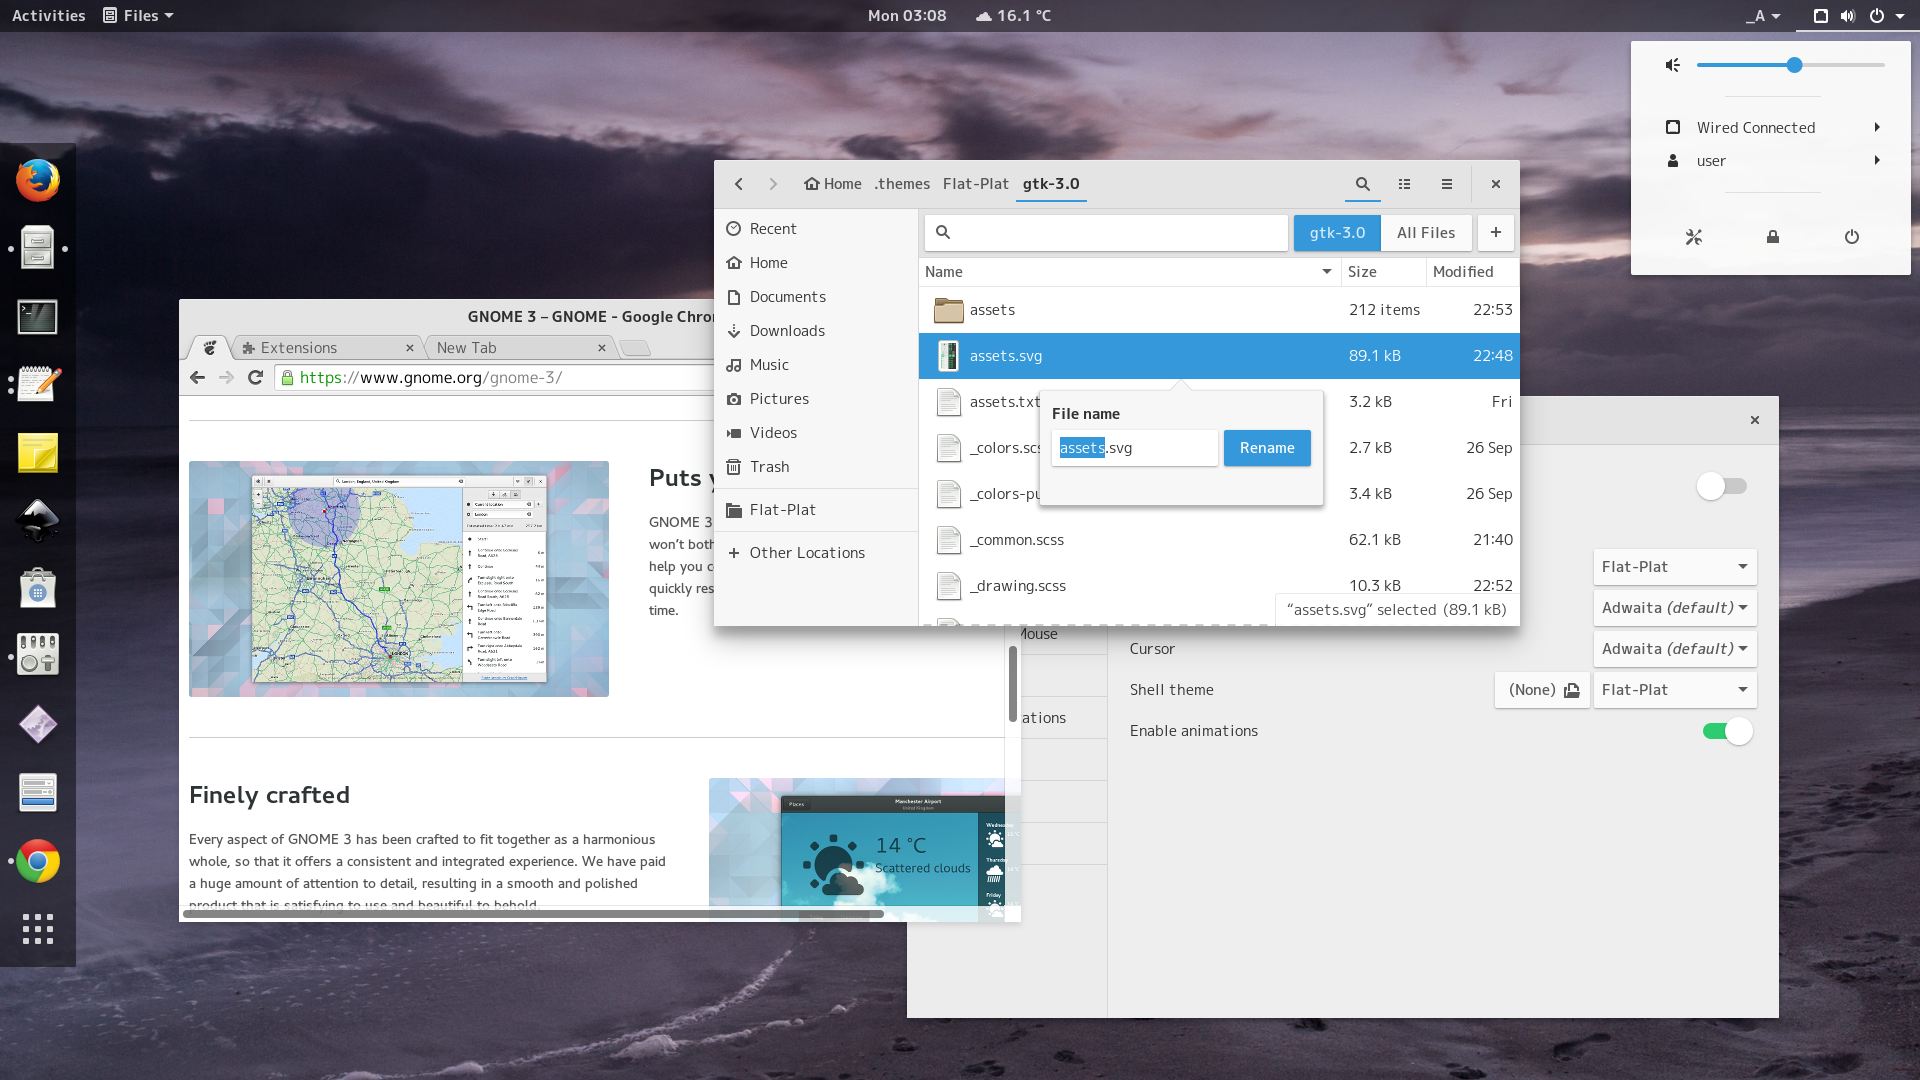 Activities
Files
Mon 03:08
16.1 °C
_A
Wired Connected
user
Home
.themes
Flat-Plat
gtk-3.0
Recent
Home
Documents
Downloads
Music
Pictures
Videos
Trash
Flat-Plat
Other Locations
gtk-3.0
All Files
Name
Size
Modified
assets
212 items
22:53
assets.svg
89.1 kB
22:48
assets.txt
3.2 kB
Fri
_colors.scs
2.7 kB
26 Sep
_colors-pu
3.4 kB
26 Sep
_common.scss
62.1 kB
21:40
_drawing.scss
10.3 kB
22:52
File name
assets.svg
Rename
“assets.svg” selected (89.1 kB)
GNOME 3 – GNOME - Google Chro
Extensions
New Tab
https://www.gnome.org/gnome-3/
Puts y
GNOME 3
won’t both
help you c
quickly res
time.
Finely crafted
Every aspect of GNOME 3 has been crafted to fit together as a harmonious
whole, so that it offers a consistent and integrated experience. We have paid
a huge amount of attention to detail, resulting in a smooth and polished
product that is satisfying to use and beautiful to behold.
Places
Manchester Airport
United Kingdom
14 °C
Scattered clouds
Thursday
Friday
Mouse
ations
Flat-Plat
Adwaita (default)
Cursor
Adwaita (default)
Shell theme
(None)
Flat-Plat
Enable animations